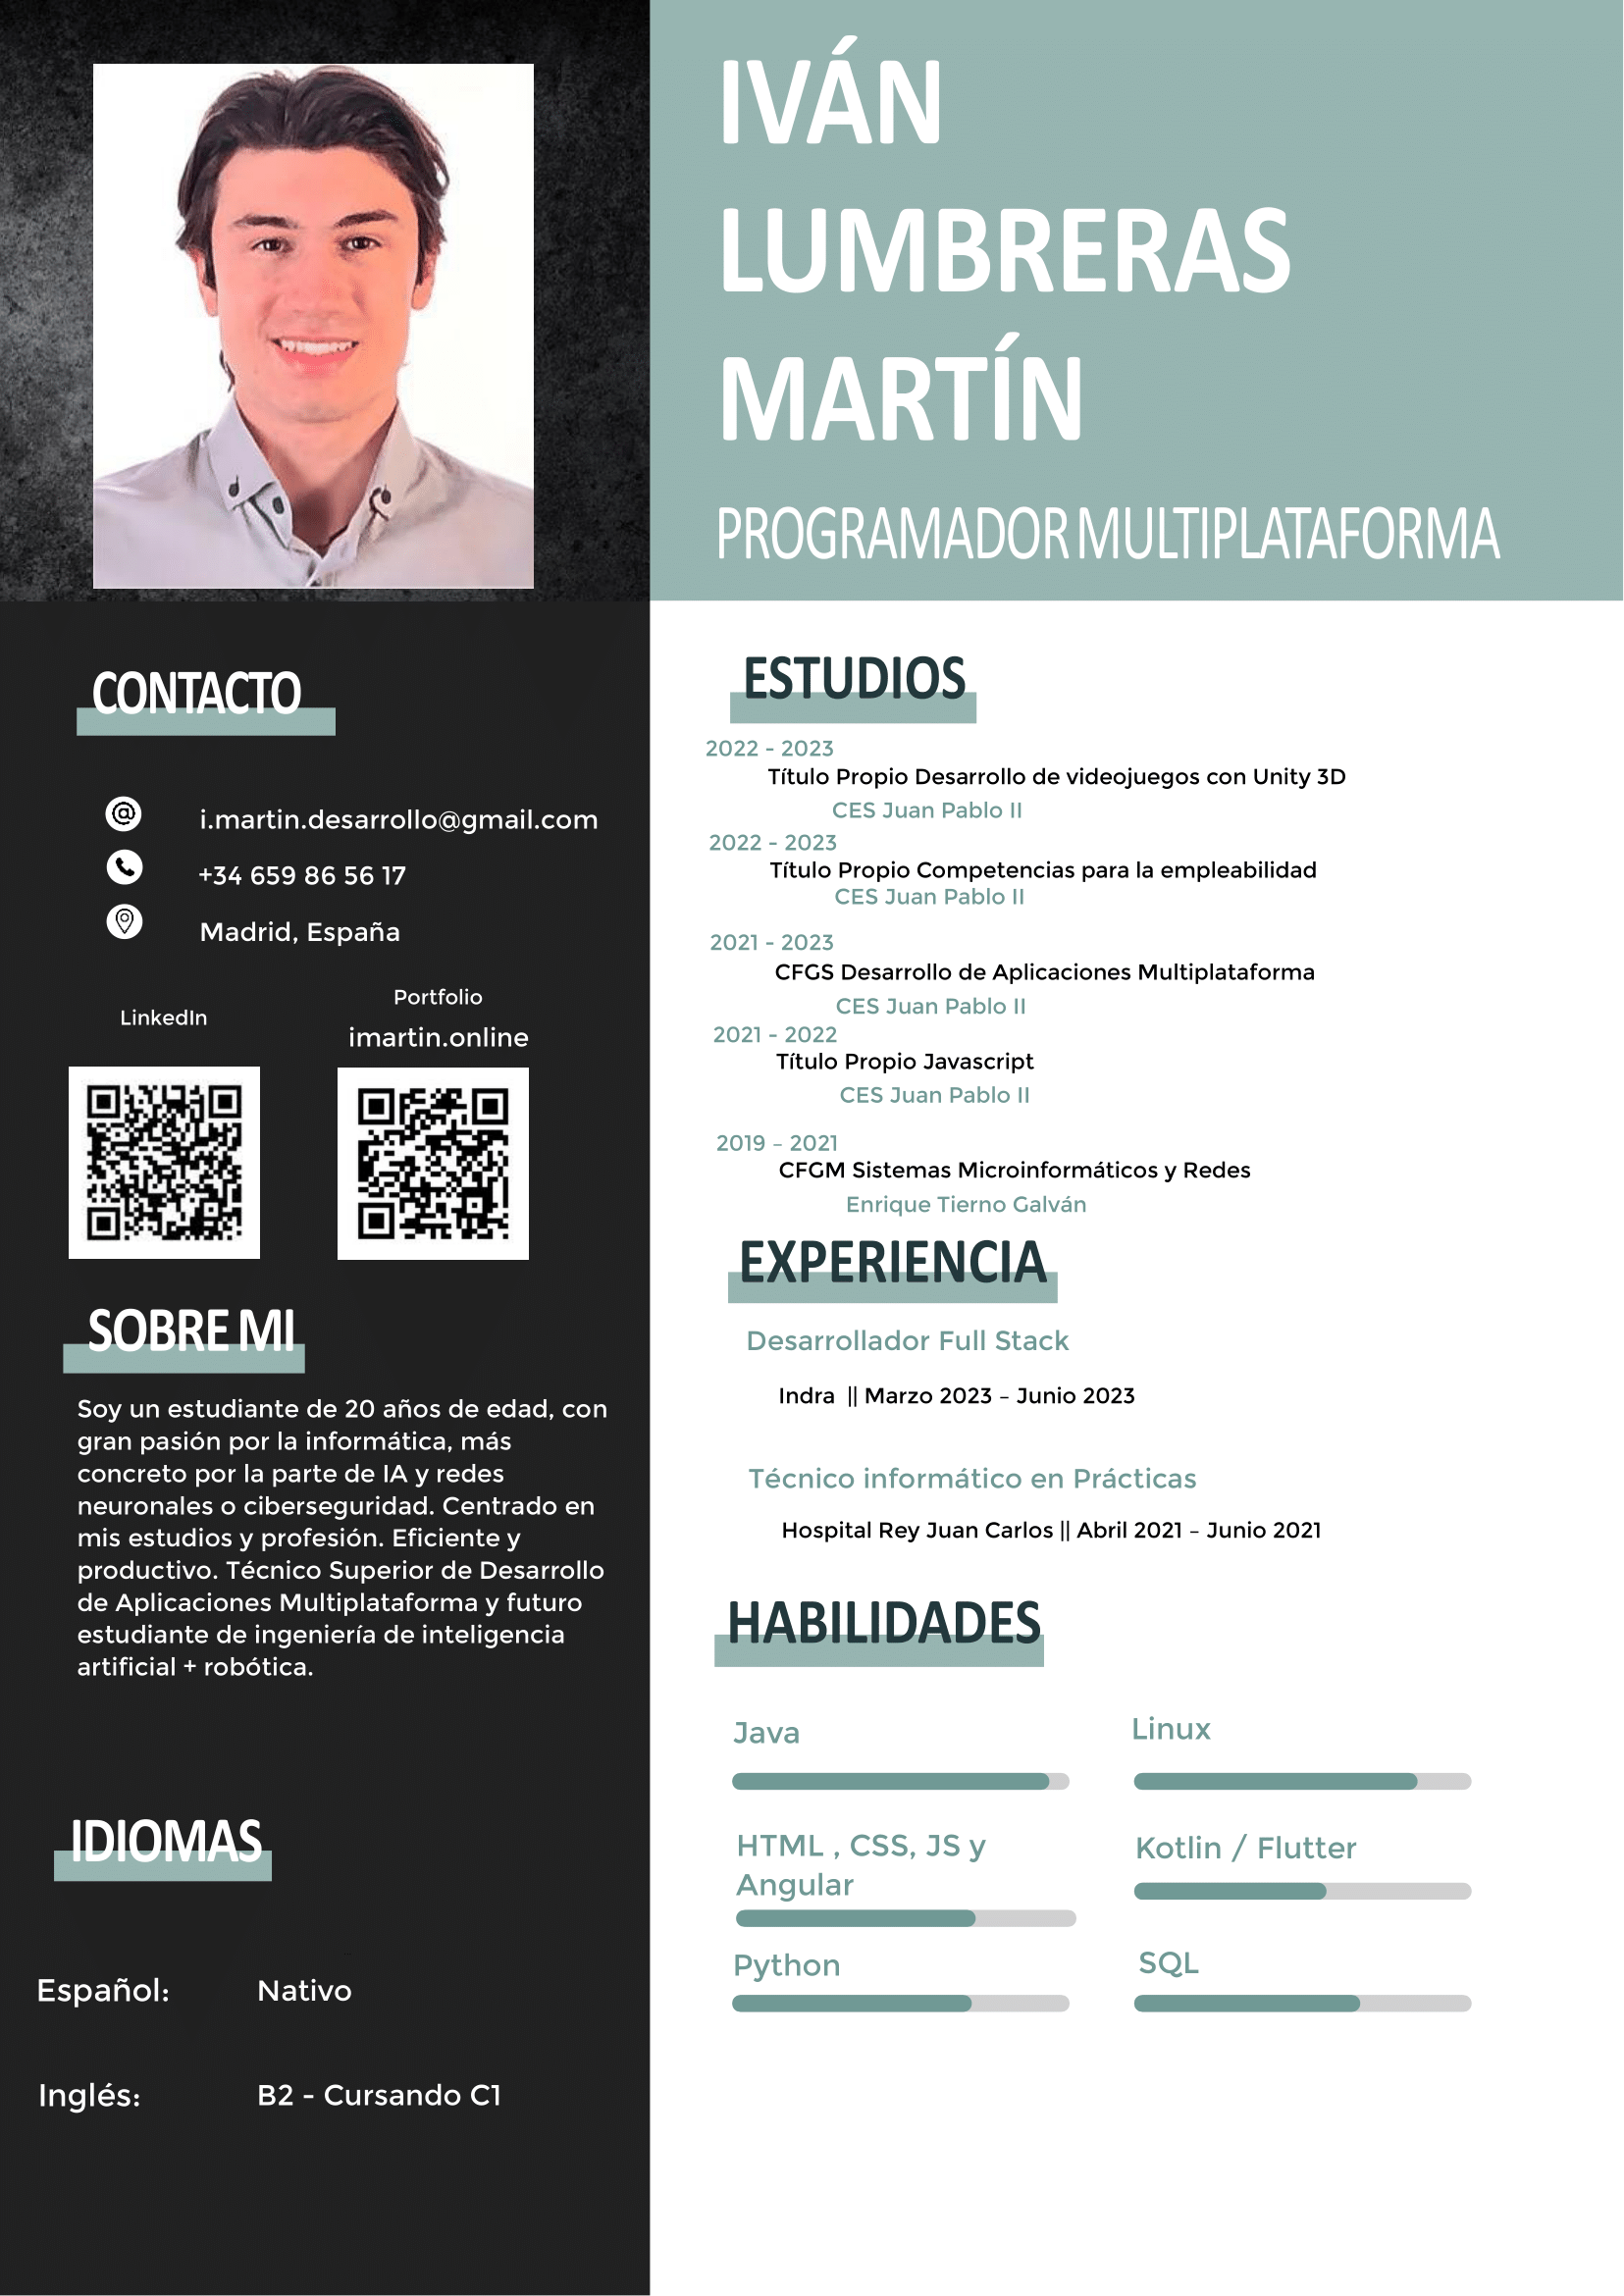 IVÁN
LUMBRERAS
MARTÍN
PROGRAMADOR MULTIPLATAFORMA
CONTACTO
i.martin.desarrollo@gmail.com
+34 659 86 56 17
Madrid, España
LinkedIn
Portfolio
imartin.online
SOBRE MI
Soy un estudiante de 20 años de edad, con
gran pasión por la informática, más
concreto por la parte de IA y redes
neuronales o ciberseguridad. Centrado en
mis estudios y profesión. Eficiente y
productivo. Técnico Superior de Desarrollo
de Aplicaciones Multiplataforma y futuro
estudiante de ingeniería de inteligencia
artificial + robótica.
IDIOMAS
Español: Nativo
Inglés: B2 - Cursando C1
ESTUDIOS
2022 - 2023
Título Propio Desarrollo de videojuegos con Unity 3D
CES Juan Pablo II
2022 - 2023
Título Propio Competencias para la empleabilidad
CES Juan Pablo II
2021 - 2023
CFGS Desarrollo de Aplicaciones Multiplataforma
CES Juan Pablo II
2021 - 2022
Título Propio Javascript
CES Juan Pablo II
2019 – 2021
CFGM Sistemas Microinformáticos y Redes
Enrique Tierno Galván
EXPERIENCIA
Desarrollador Full Stack
Indra || Marzo 2023 – Junio 2023
Técnico informático en Prácticas
Hospital Rey Juan Carlos || Abril 2021 – Junio 2021
HABILIDADES
Java
Linux
HTML , CSS, JS y
Angular
Kotlin / Flutter
Python
SQL